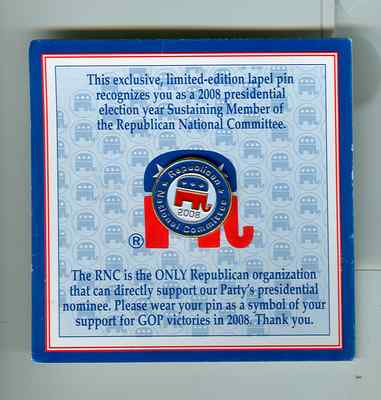 This exclusive, limited-edition lapel pin
recognizes you as a 2008 presidential
election year Sustaining Member of
the Republican National Committee.
Republican
National Committee
2008
®
The RNC is the ONLY Republican organization
that can directly support our Party's presidential
nominee. Please wear your pin as a symbol of your
support for GOP victories in 2008. Thank you.